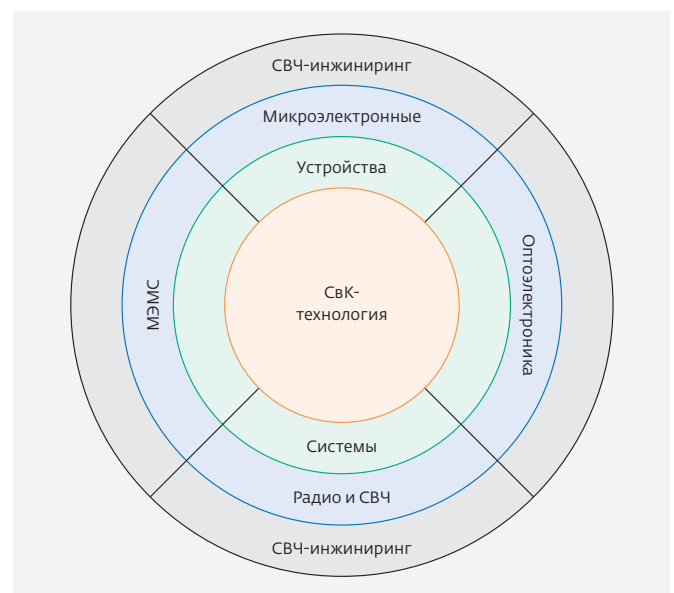 СВЧ-инжиниринг
Микроэлектронные
Устройства
МЭМС
СвК-
технология
Оптоэлектроника
Системы
Радио и СВЧ
СВЧ-инжиниринг